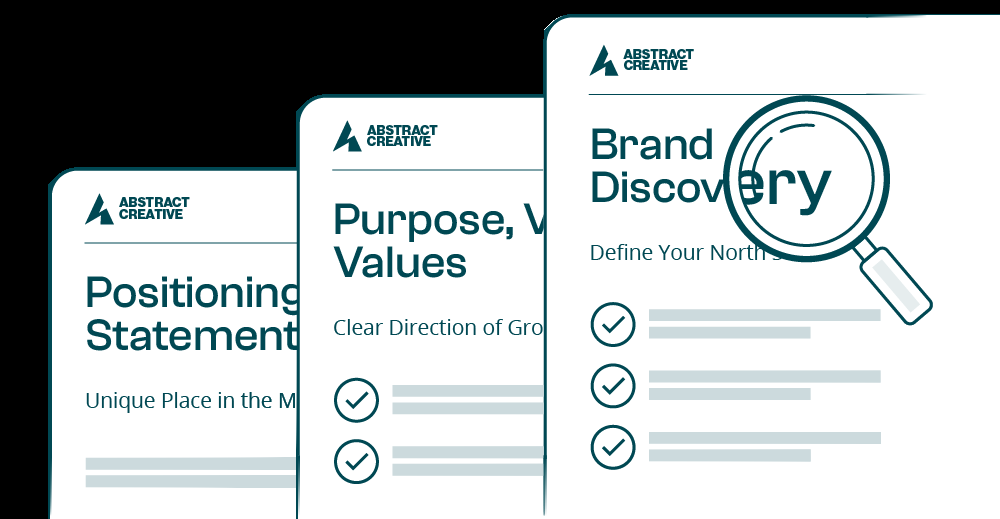 ABSTRACT
CREATIVE
Positioning
Statement
Unique Place in the M
ABSTRACT
CREATIVE
Purpose, V
Values
Clear Direction of Gro
ABSTRACT
CREATIVE
Brand
Discovery
Define Your North S